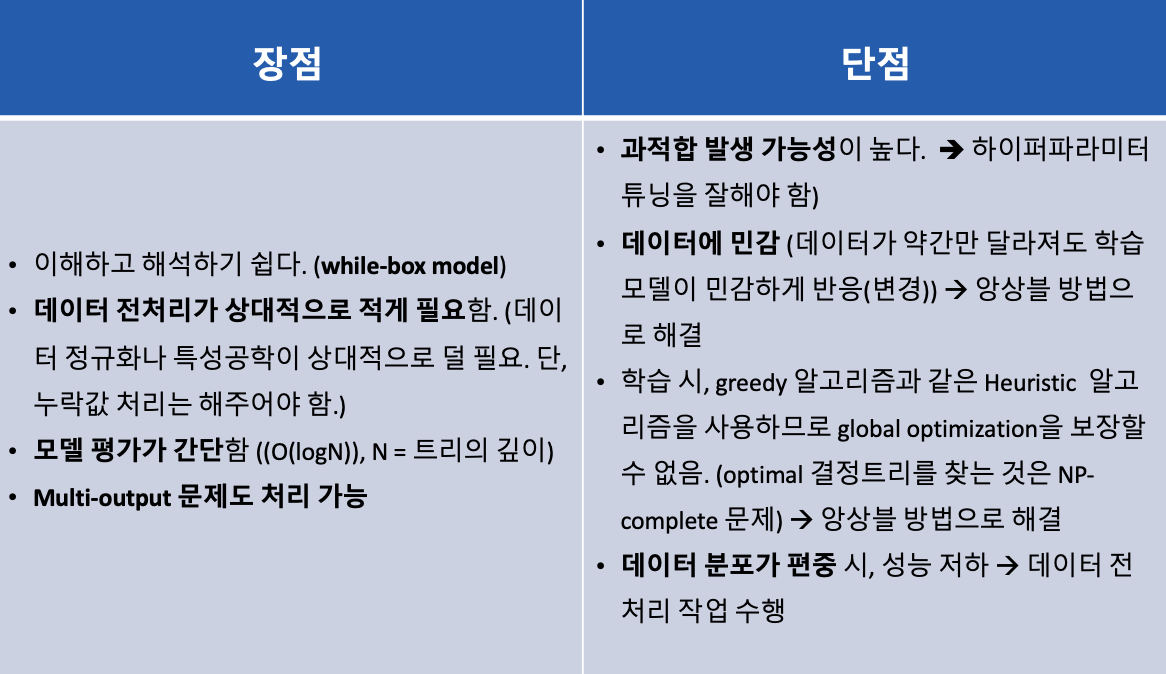 장점
• 이해하고 해석하기 쉽다. (while-box model)
• 데이터 전처리가 상대적으로 적게 필요함. (데이
터 정규화나 특성공학이 상대적으로 덜 필요. 단,
누락값 처리는 해주어야 함.)
• 모델 평가가 간단함 ((O(logN)), N = 트리의 깊이)
• Multi-output 문제도 처리 가능
단점
• 과적합 발생 가능성이 높다. ➔ 하이퍼파라미터
튜닝을 잘해야 함)
• 데이터에 민감 (데이터가 약간만 달라져도 학습
모델이 민감하게 반응(변경)) → 앙상블 방법으
로 해결
• 학습 시, greedy 알고리즘과 같은 Heuristic 알고
리즘을 사용하므로 global optimization을 보장할
수 없음. (optimal 결정트리를 찾는 것은 NP-
complete 문제) → 앙상블 방법으로 해결
• 데이터 분포가 편중 시, 성능 저하 → 데이터 전
처리 작업 수행